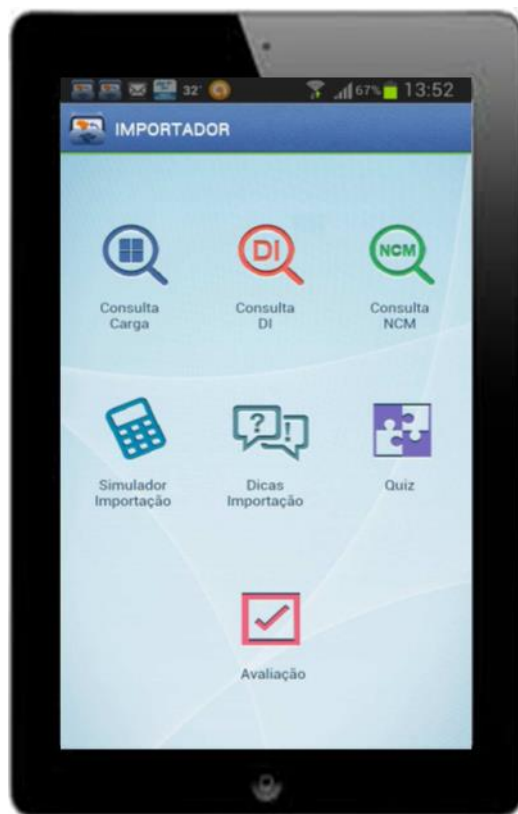 32°
67% 13:52
IMPORTADOR
DI
NCM
Consulta
Carga
Consulta
DI
Consulta
NCM
?
!
Simulador
Importação
Dicas
Importação
Quiz
Avaliação